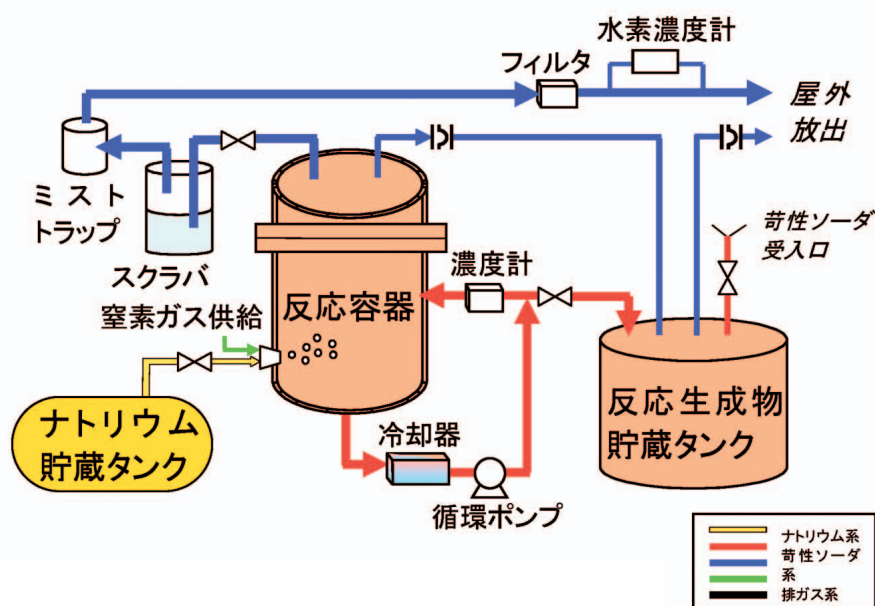 水素濃度計
フィルタ
屋外
放出
ミスト
トラップ
スクラバ
苛性ソーダ
受入口
濃度計
反応容器
窒素ガス供給
ナトリウム
貯蔵タンク
冷却器
循環ポンプ
反応生成物
貯蔵タンク
ナトリウム系
苛性ソーダ
系
排ガス系